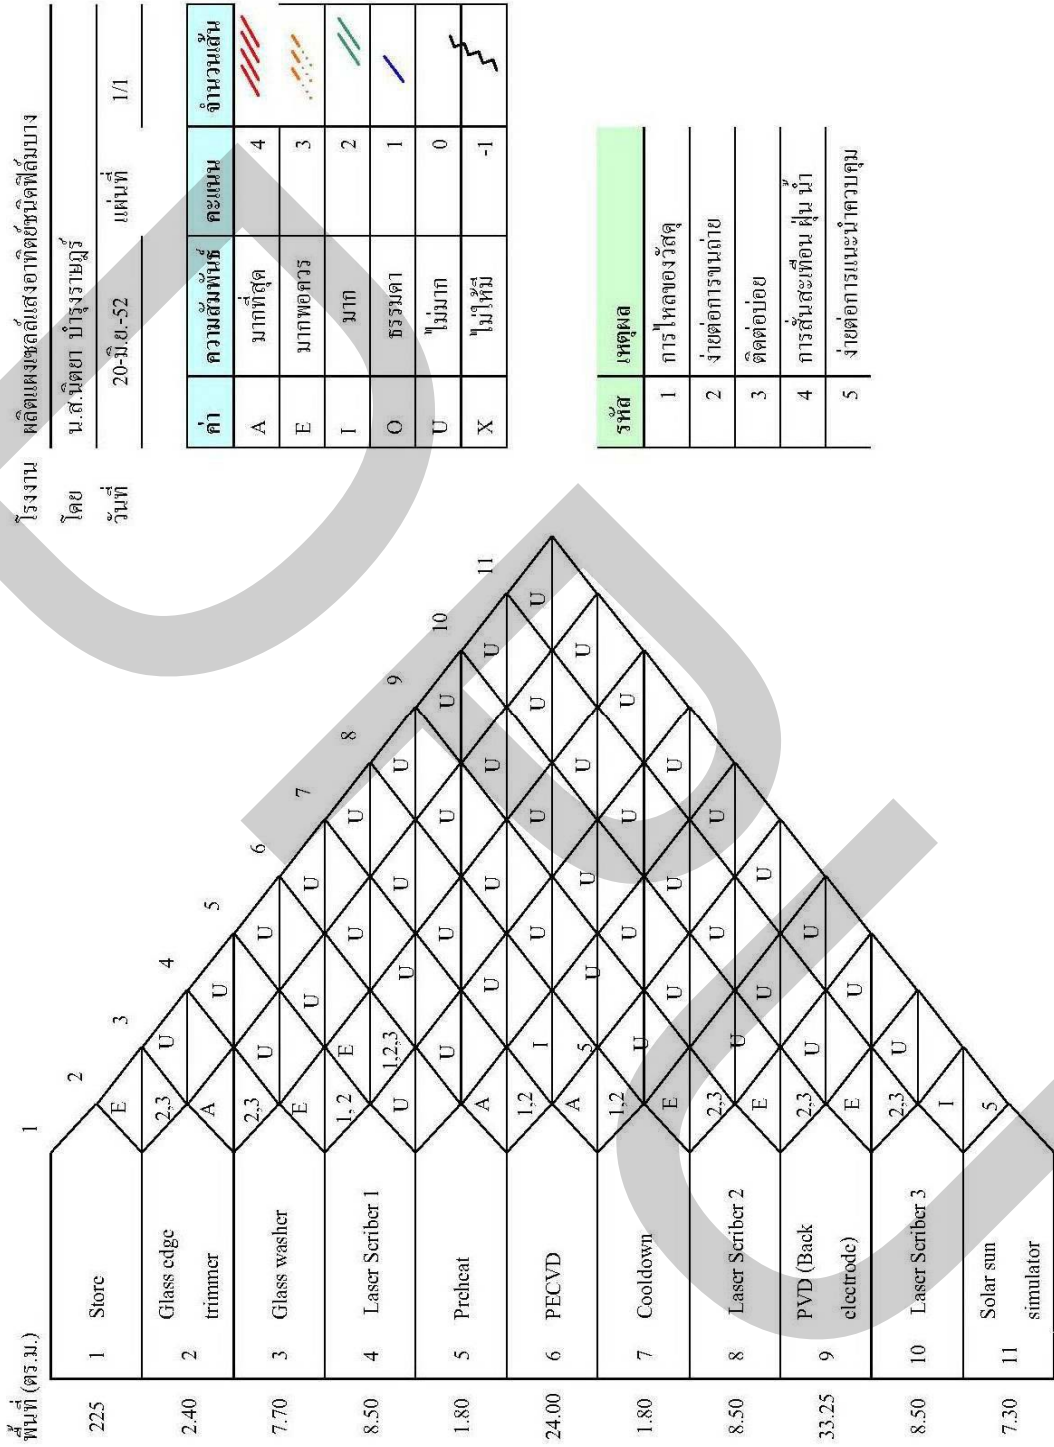 โรงงาน ผลิตแผงเซลล์แสงอาทิตย์ชนิดฟิล์มบาง
โดย น.ส.นิตยา บำรุงราษฎร์
วันที่ 20-มิ.ย.-52 แผ่นที่ 1/1
พื้นที่ (ตร.ม.)
225 1 Store
2.40 2 Glass edge trimmer
7.70 3 Glass washer
8.50 4 Laser Scriber 1
1.80 5 Preheat
24.00 6 PECVD
1.80 7 Cooldown
8.50 8 Laser Scriber 2
33.25 9 PVD (Back electrode)
8.50 10 Laser Scriber 3
7.30 11 Solar sun simulator
1 2 3 4 5 6 7 8 9 10 11
E
2,3 U
A U
2,3 U U
E U U
1, 2 E U U
U 1,2,3 U U U
U U U U
A U U U U
1,2 I U U U U
A 5 U U U U
1,2 U U U U
E U U U
2,3 U U U
E U U
2,3 U U
E U
2,3 U
I
5
ค่า ความสัมพันธ์ คะแนน จำนวนเส้น
A มากที่สุด 4
E มากพอควร 3
I มาก 2
O ธรรมดา 1
U ไม่มาก 0
X ไม่ให้มี -1
รหัส เหตุผล
1 การไหลของวัสดุ
2 ง่ายต่อการขนถ่าย
3 ติดต่อบ่อย
4 การสั่นสะเทือน ฝุ่น น้ำ
5 ง่ายต่อการแนะนำควบคุม